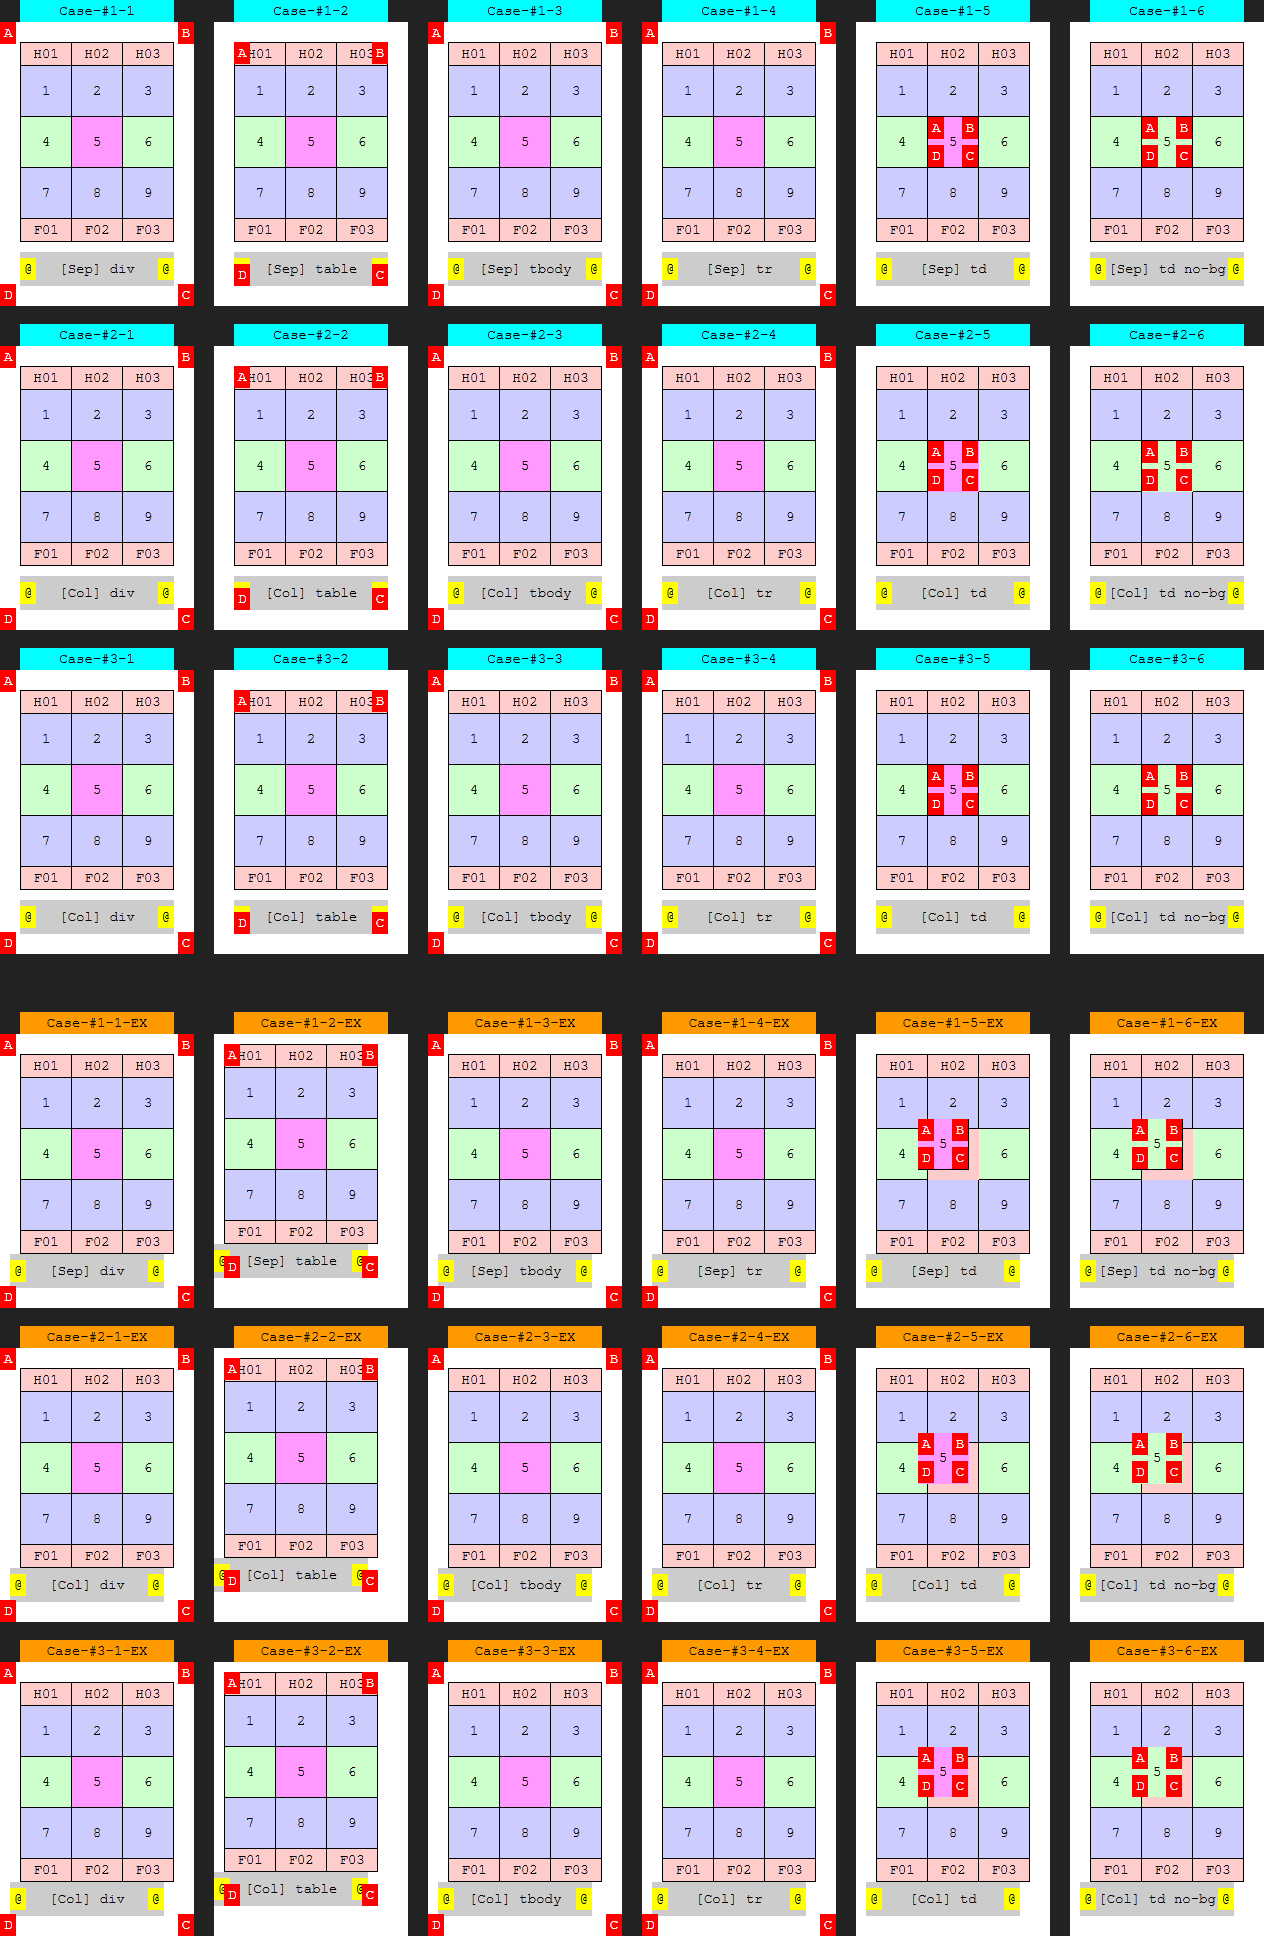 Case-#1-1 Case-#1-2 Case-#1-3 Case-#1-4 Case-#1-5 Case-#1-6
A B A B A B
H01 H02 H03 A H01 H02 H03 B H01 H02 H03 H01 H02 H03 H01 H02 H03 H01 H02 H03
1 2 3 1 2 3 1 2 3 1 2 3 1 2 3 1 2 3
A B A B
4 5 6 4 5 6 4 5 6 4 5 6 4 5 6 4 5 6
D C D C
7 8 9 7 8 9 7 8 9 7 8 9 7 8 9 7 8 9
F01 F02 F03 F01 F02 F03 F01 F02 F03 F01 F02 F03 F01 F02 F03 F01 F02 F03
@ [Sep] div @ D [Sep] table C @ [Sep] tbody @ @ [Sep] tr @ @ [Sep] td @ @ [Sep] td no-bg @
D C D C D C
Case-#2-1 Case-#2-2 Case-#2-3 Case-#2-4 Case-#2-5 Case-#2-6
A B A B A B
H01 H02 H03 A H01 H02 H03 B H01 H02 H03 H01 H02 H03 H01 H02 H03 H01 H02 H03
1 2 3 1 2 3 1 2 3 1 2 3 1 2 3 1 2 3
A B A B
4 5 6 4 5 6 4 5 6 4 5 6 4 5 6 4 5 6
D C D C
7 8 9 7 8 9 7 8 9 7 8 9 7 8 9 7 8 9
F01 F02 F03 F01 F02 F03 F01 F02 F03 F01 F02 F03 F01 F02 F03 F01 F02 F03
@ [Col] div @ D [Col] table C @ [Col] tbody @ @ [Col] tr @ @ [Col] td @ @ [Col] td no-bg @
D C D C D C
Case-#3-1 Case-#3-2 Case-#3-3 Case-#3-4 Case-#3-5 Case-#3-6
A B A B A B
H01 H02 H03 A H01 H02 H03 B H01 H02 H03 H01 H02 H03 H01 H02 H03 H01 H02 H03
1 2 3 1 2 3 1 2 3 1 2 3 1 2 3 1 2 3
A B A B
4 5 6 4 5 6 4 5 6 4 5 6 4 5 6 4 5 6
D C D C
7 8 9 7 8 9 7 8 9 7 8 9 7 8 9 7 8 9
F01 F02 F03 F01 F02 F03 F01 F02 F03 F01 F02 F03 F01 F02 F03 F01 F02 F03
@ [Col] div @ D [Col] table C @ [Col] tbody @ @ [Col] tr @ @ [Col] td @ @ [Col] td no-bg @
D C D C D C
Case-#1-1-EX Case-#1-2-EX Case-#1-3-EX Case-#1-4-EX Case-#1-5-EX Case-#1-6-EX
A B A B A B
H01 H02 H03 A H01 H02 H03 B H01 H02 H03 H01 H02 H03 H01 H02 H03 H01 H02 H03
1 2 3 1 2 3 1 2 3 1 2 3 1 2 3 1 2 3
A B A B
4 5 6 4 5 6 4 5 6 4 5 6 4 5 6 4 5 6
D C D C
7 8 9 7 8 9 7 8 9 7 8 9 7 8 9 7 8 9
F01 F02 F03 F01 F02 F03 F01 F02 F03 F01 F02 F03 F01 F02 F03 F01 F02 F03
@ [Sep] div @ @ D [Sep] table @ C @ [Sep] tbody @ @ [Sep] tr @ @ [Sep] td @ @ [Sep] td no-bg @
D C D C D C
Case-#2-1-EX Case-#2-2-EX Case-#2-3-EX Case-#2-4-EX Case-#2-5-EX Case-#2-6-EX
A B A B A B
H01 H02 H03 A H01 H02 H03 B H01 H02 H03 H01 H02 H03 H01 H02 H03 H01 H02 H03
1 2 3 1 2 3 1 2 3 1 2 3 1 2 3 1 2 3
A B A B
4 5 6 4 5 6 4 5 6 4 5 6 4 5 6 4 5 6
D C D C
7 8 9 7 8 9 7 8 9 7 8 9 7 8 9 7 8 9
F01 F02 F03 F01 F02 F03 F01 F02 F03 F01 F02 F03 F01 F02 F03 F01 F02 F03
@ [Col] div @ @ D [Col] table @ C @ [Col] tbody @ @ [Col] tr @ @ [Col] td @ @ [Col] td no-bg @
D C D C D C
Case-#3-1-EX Case-#3-2-EX Case-#3-3-EX Case-#3-4-EX Case-#3-5-EX Case-#3-6-EX
A B A B A B
H01 H02 H03 A H01 H02 H03 B H01 H02 H03 H01 H02 H03 H01 H02 H03 H01 H02 H03
1 2 3 1 2 3 1 2 3 1 2 3 1 2 3 1 2 3
A B A B
4 5 6 4 5 6 4 5 6 4 5 6 4 5 6 4 5 6
D C D C
7 8 9 7 8 9 7 8 9 7 8 9 7 8 9 7 8 9
F01 F02 F03 F01 F02 F03 F01 F02 F03 F01 F02 F03 F01 F02 F03 F01 F02 F03
@ [Col] div @ @ D [Col] table @ C @ [Col] tbody @ @ [Col] tr @ @ [Col] td @ @ [Col] td no-bg @
D C D C D C